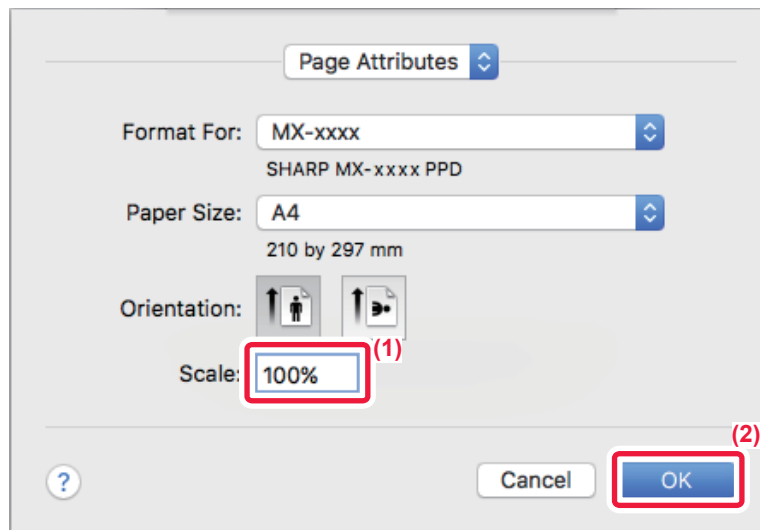 Page Attributes
Format For: MX-xxxx
SHARP MX-xxxx PPD
Paper Size: A4
210 by 297 mm
Orientation:
(1)
Scale: 100%
(2)
? Cancel OK